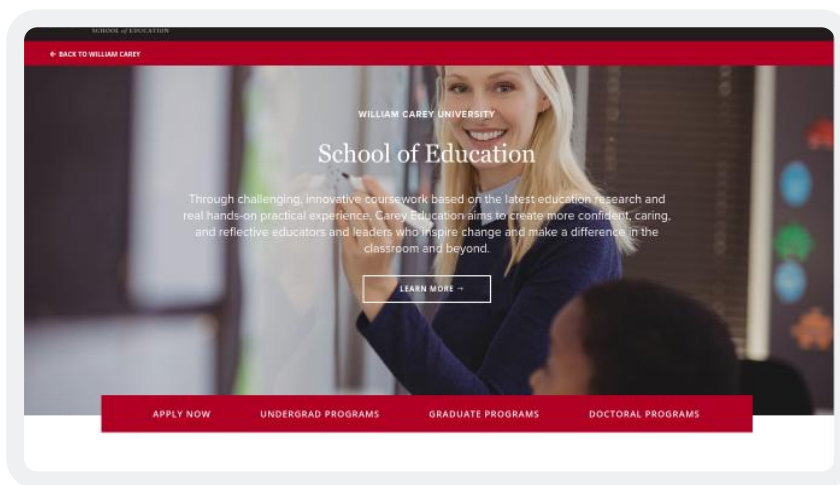 SCHOOL of EDUCATION
← BACK TO WILLIAM CAREY
WILLIAM CAREY UNIVERSITY
School of Education
Through challenging, innovative coursework based on the latest education research and
real hands-on practical experience, Carey Education aims to create more confident, caring,
and reflective educators and leaders who inspire change and make a difference in the
classroom and beyond.
LEARN MORE →
APPLY NOW UNDERGRAD PROGRAMS GRADUATE PROGRAMS DOCTORAL PROGRAMS